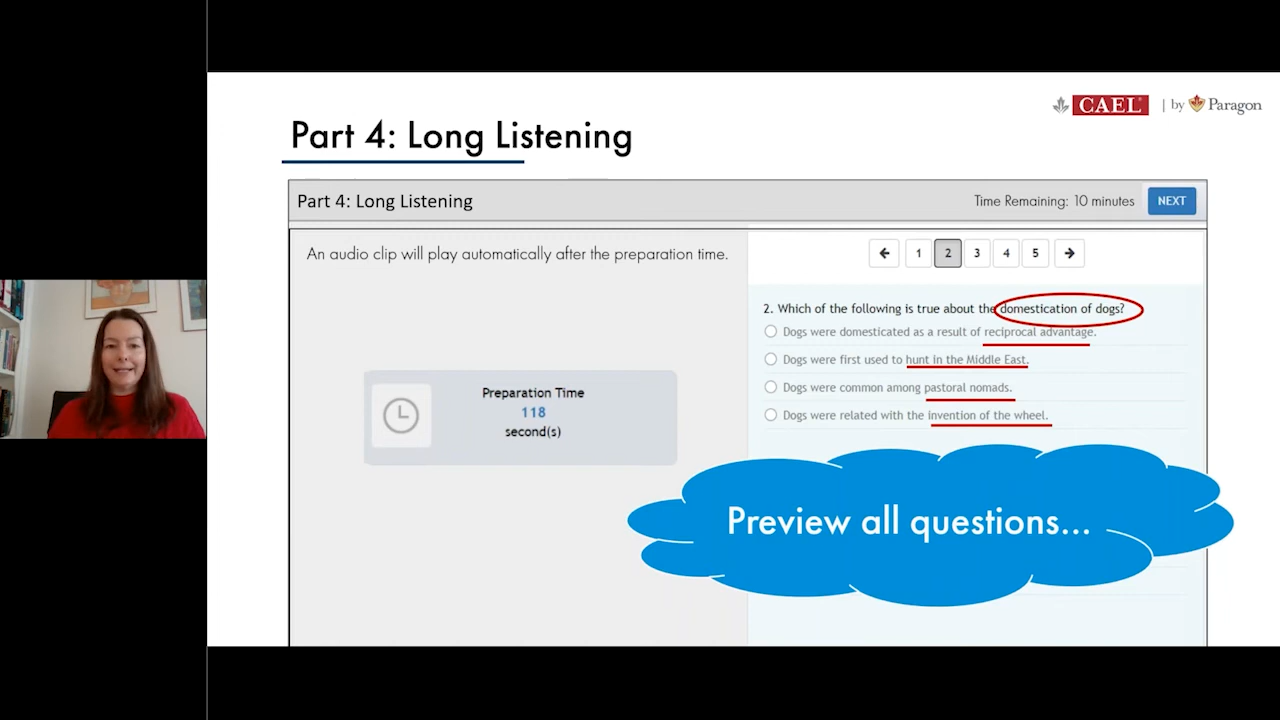 CAEL | by Paragon
Part 4: Long Listening
Part 4: Long Listening
Time Remaining: 10 minutes NEXT
An audio clip will play automatically after the preparation time.
1 2 3 4 5
2. Which of the following is true about the domestication of dogs?
Dogs were domesticated as a result of reciprocal advantage.
Dogs were first used to hunt in the Middle East.
Dogs were common among pastoral nomads.
Dogs were related with the invention of the wheel.
Preparation Time
118
second(s)
Preview all questions...